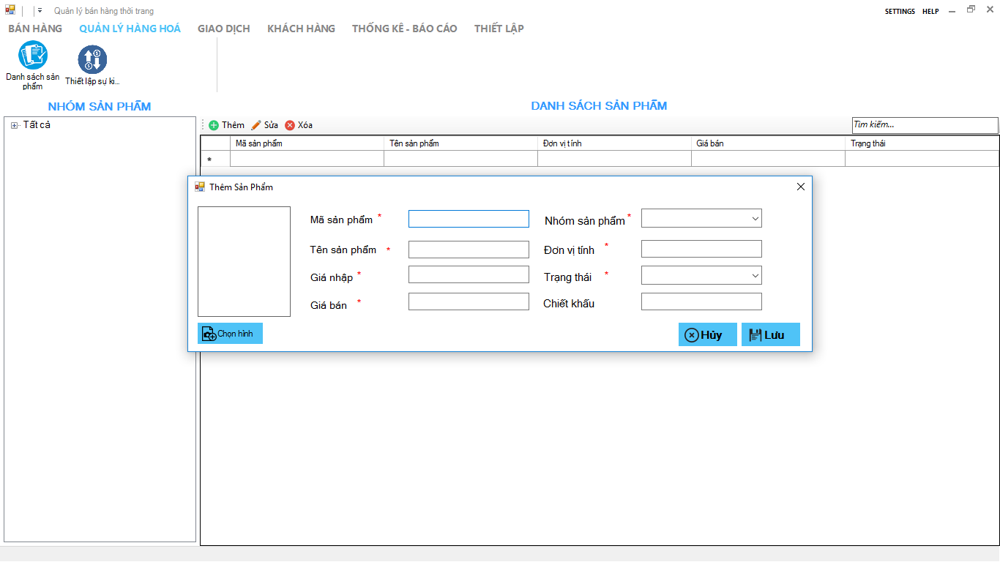 Quản lý bán hàng thời trang
SETTINGS HELP
BÁN HÀNG QUẢN LÝ HÀNG HOÁ GIAO DỊCH KHÁCH HÀNG THỐNG KÊ - BÁO CÁO THIẾT LẬP
Danh sách sản
phẩm
Thiết lập sự ki...
NHÓM SẢN PHẨM
DANH SÁCH SẢN PHẨM
Tất cả
Thêm Sửa Xóa
Tìm kiếm...
Mã sản phẩm Tên sản phẩm Đơn vị tính Giá bán Trạng thái
*
Thêm Sản Phẩm
Mã sản phẩm * Nhóm sản phẩm *
Tên sản phẩm * Đơn vị tính *
Giá nhập * Trạng thái *
Giá bán * Chiết khấu
Chọn hình
Hủy Lưu